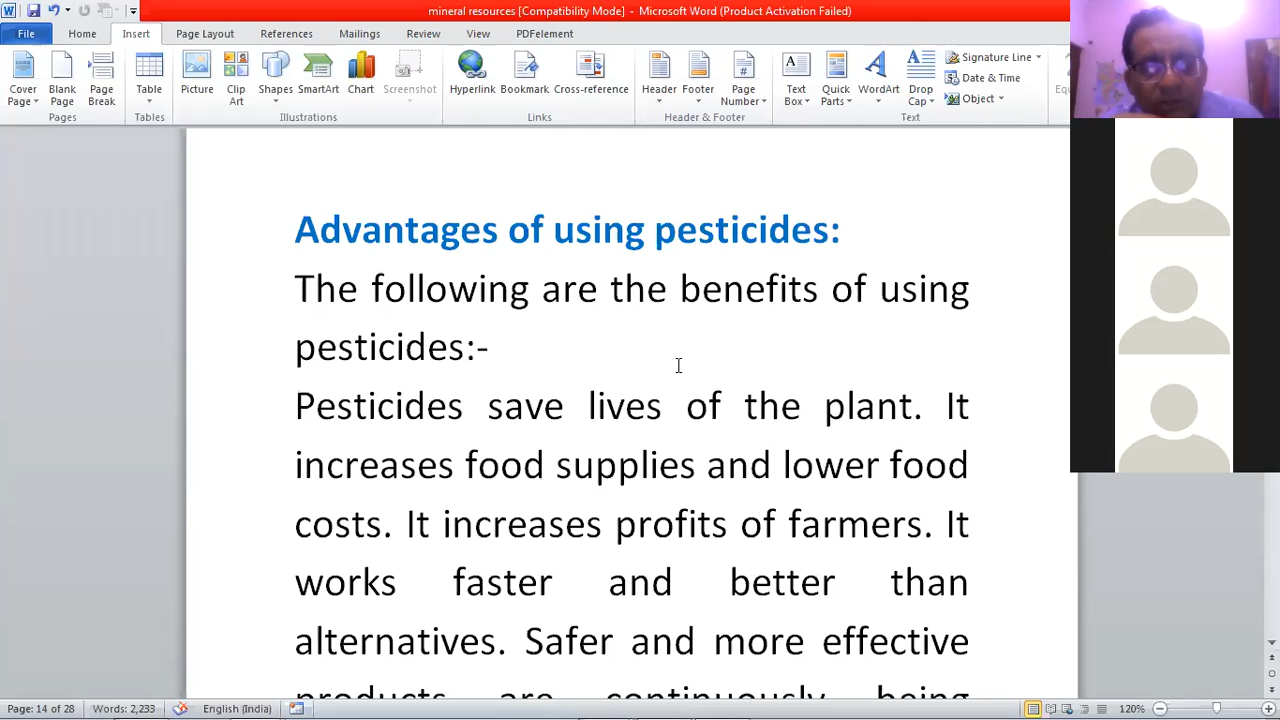 mineral resources [Compatibility Mode] - Microsoft Word (Product Activation Failed)
File Home Insert Page Layout References Mailings Review View PDFelement
Cover Page Blank Page Page Break Table Picture Clip Art Shapes SmartArt Chart Screenshot Hyperlink Bookmark Cross-reference Header Footer Page Number Text Box Quick Parts WordArt Drop Cap Signature Line Date & Time Object
Pages Tables Illustrations Links Header & Footer Text
Advantages of using pesticides:
The following are the benefits of using
pesticides:-
Pesticides save lives of the plant. It
increases food supplies and lower food
costs. It increases profits of farmers. It
works faster and better than
alternatives. Safer and more effective
products are continuously being
Page: 14 of 28 Words: 2,233 English (India) 120%